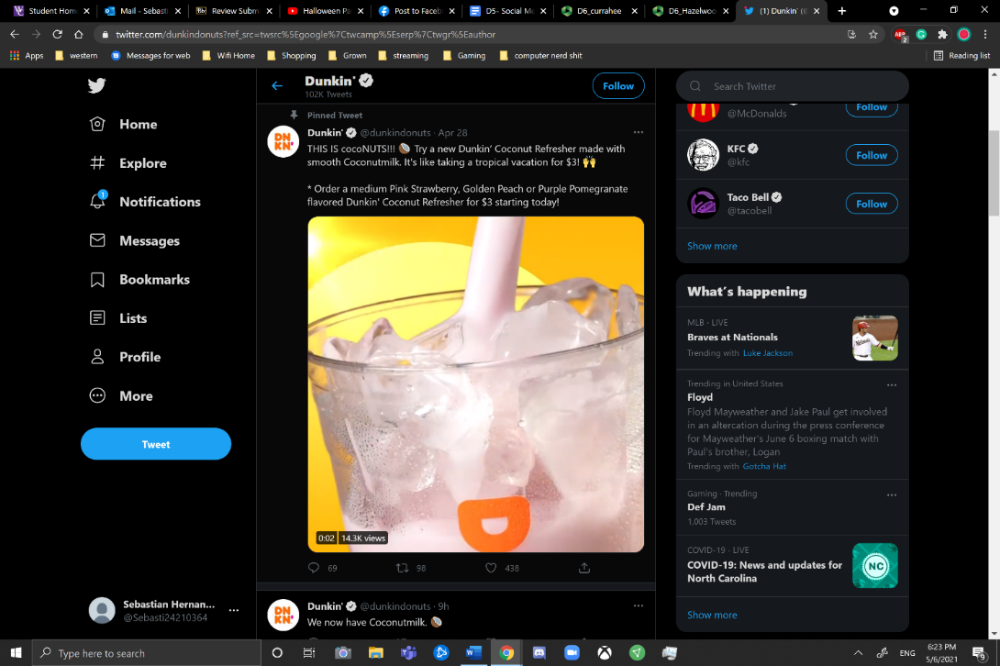 Student Hom
Mail - Sebasti
Review Subm
Halloween Pa
Post to Faceb
D5- Social Me
D6_currahee
D6_Hazelwoo
(1) Dunkin' (@
twitter.com/dunkindonuts?ref_src=twsrc%5Egoogle%7Ctwcamp%5Eserp%7Ctwgr%5Eauthor
ABP
2
Apps
western
Messages for web
Wifi Home
Shopping
Grown
streaming
Gaming
computer nerd shit
Reading list
1
Home
Explore
Notifications
Messages
Bookmarks
Lists
Profile
More
Tweet
Sebastian Hernan...
@Sebasti24210364
Dunkin'
102K Tweets
Follow
Pinned Tweet
DN
KN'
Dunkin' @dunkindonuts · Apr 28
THIS IS cocoNUTS!!! 🥥 Try a new Dunkin' Coconut Refresher made with
smooth Coconutmilk. It's like taking a tropical vacation for $3! 🙌
* Order a medium Pink Strawberry, Golden Peach or Purple Pomegranate
flavored Dunkin' Coconut Refresher for $3 starting today!
D
0:02 14.3K views
69 98 438
DN
KN'
Dunkin' @dunkindonuts · 9h
We now have Coconutmilk. 🥥
Search Twitter
@McDonalds
Follow
KFC
@kfc
Follow
Taco Bell
@tacobell
Follow
Show more
What's happening
MLB · LIVE
Braves at Nationals
Trending with Luke Jackson
Trending in United States
Floyd
Floyd Mayweather and Jake Paul get involved
in an altercation during the press conference
for Mayweather's June 6 boxing match with
Paul's brother, Logan
Trending with Gotcha Hat
Gaming · Trending
Def Jam
1,003 Tweets
COVID-19 · LIVE
COVID-19: News and updates for
North Carolina
NC
Show more
Type here to search
ENG
6:23 PM
5/6/2021